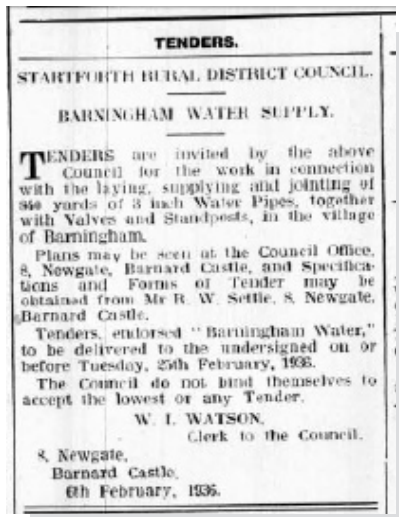 TENDERS.
STARTFORTH RURAL DISTRICT COUNCIL.
BARNINGHAM WATER SUPPLY.
TENDERS are invited by the above
Council for the work in connection
with the laying, supplying and jointing of
yards of 3 inch Water Pipes, together
with Valves and Standposts, in the village
of Barningham.
Plans may be seen at the Council Office,
8, Newgate, Barnard Castle, and Specifica-
tions and Forms of Tender may be
obtained from Mr R. W. Settle, 8, Newgate,
Barnard Castle.
Tenders, endorsed "Barningham Water,"
to be delivered to the undersigned on or
before Tuesday, 25th February, 1936.
The Council do not bind themselves to
accept the lowest or any Tender.
W. I. WATSON,
Clerk to the Council.
8, Newgate,
Barnard Castle,
6th February, 1936.